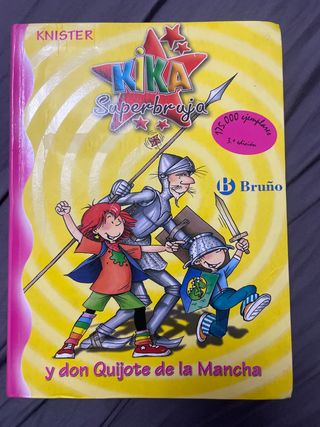 KNISTER
KiKA
Superbruja
175.000 ejemplares
3.ª edición
B Bruño
y don Quijote de la Mancha